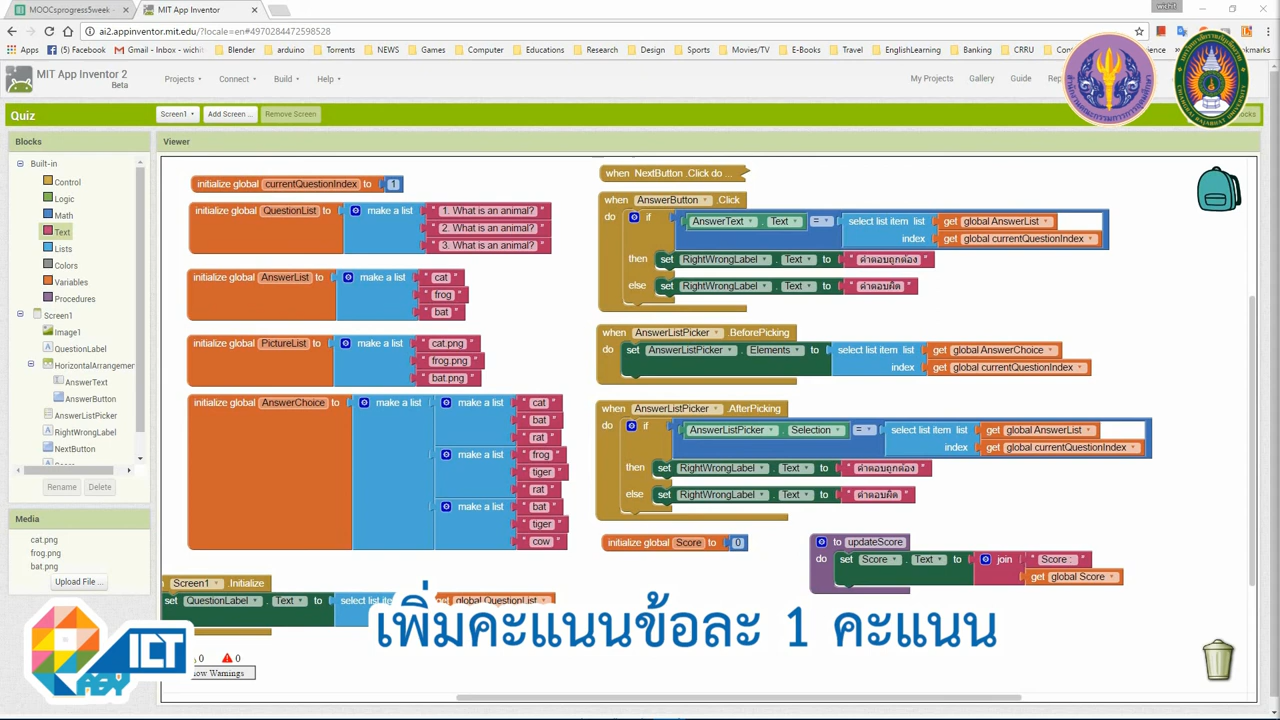 MOOCsprogress5week -
MIT App Inventor
wichit
ai2.appinventor.mit.edu/?locale=en#4970284472598528
Apps
(5) Facebook
Gmail - Inbox - wichit
Blender
arduino
Torrents
NEWS
Games
Computer
Educations
Research
Design
Movies/TV
E-Books
Travel
EnglishLearning
Banking
CRRU
MIT App Inventor 2
Beta
Projects
Connect
Build
Help
My Projects
Gallery
Guide
Quiz
Screen1
Add Screen ...
Remove Screen
Blocks
Viewer
Built-in
Control
Logic
Math
Text
Lists
Colors
Variables
Procedures
Screen1
Image1
QuestionLabel
HorizontalArrangemer
AnswerText
AnswerButton
AnswerListPicker
RightWrongLabel
NextButton
Rename
Delete
Media
cat.png
frog.png
bat.png
Upload File ...
initialize global currentQuestionIndex to 1
initialize global QuestionList to make a list " 1. What is an animal? "
" 2. What is an animal? "
" 3. What is an animal? "
initialize global AnswerList to make a list " cat "
" frog "
" bat "
initialize global PictureList to make a list " cat.png "
" frog.png "
" bat.png "
initialize global AnswerChoice to make a list make a list " cat "
" bat "
" rat "
make a list " frog "
" tiger "
" rat "
make a list " bat "
" tiger "
" cow "
Screen1 .Initialize
set QuestionLabel . Text to select list
get global QuestionList
when NextButton .Click do ...
when AnswerButton .Click
do if AnswerText . Text = select list item list get global AnswerList
index get global currentQuestionIndex
then set RightWrongLabel . Text to " คำตอบถูกต้อง "
else set RightWrongLabel . Text to " คำตอบผิด "
when AnswerListPicker .BeforePicking
do set AnswerListPicker . Elements to select list item list get global AnswerChoice
index get global currentQuestionIndex
when AnswerListPicker .AfterPicking
do if AnswerListPicker . Selection = select list item list get global AnswerList
index get global currentQuestionIndex
then set RightWrongLabel . Text to " คำตอบถูกต้อง "
else set RightWrongLabel . Text to " คำตอบผิด "
initialize global Score to 0
to updateScore
do set Score . Text to join " Score : "
get global Score
0 0
ow Warnings
ICT
เพิ่มคะแนนข้อละ 1 คะแนน